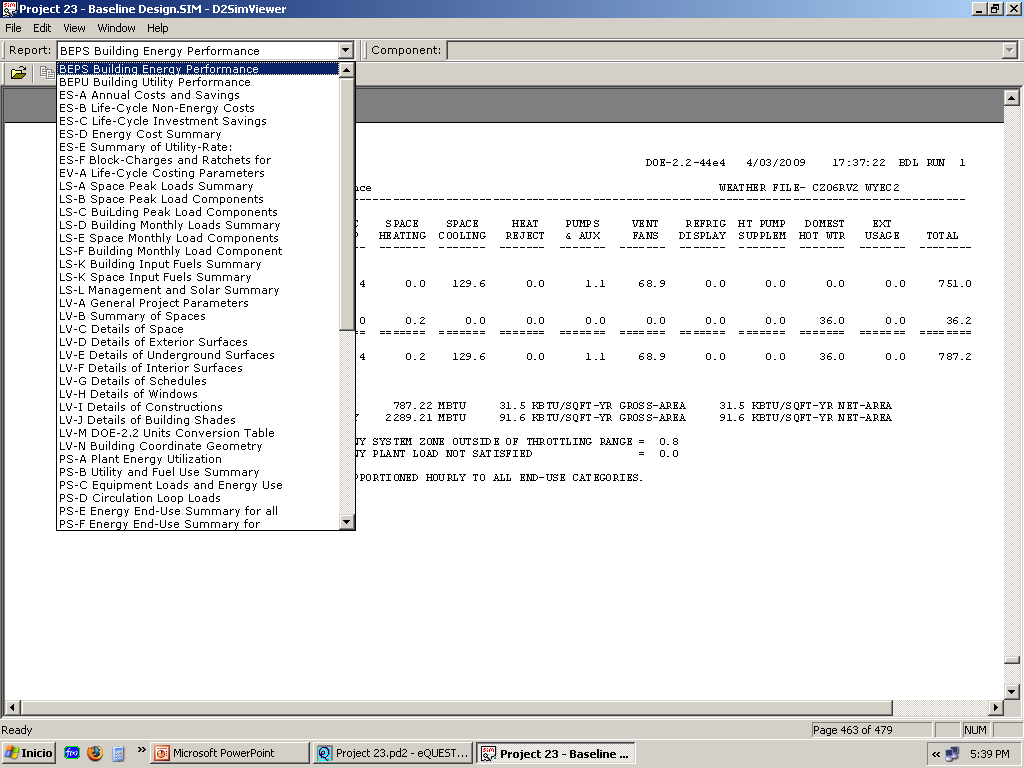 Project 23 - Baseline Design.SIM - D2SimViewer
File Edit View Window Help
Report: BEPS Building Energy Performance Component:
BEPS Building Energy Performance
BEPU Building Utility Performance
ES-A Annual Costs and Savings
ES-B Life-Cycle Non-Energy Costs
ES-C Life-Cycle Investment Savings
ES-D Energy Cost Summary
ES-E Summary of Utility-Rate:
ES-F Block-Charges and Ratchets for
EV-A Life-Cycle Costing Parameters
LS-A Space Peak Loads Summary
LS-B Space Peak Load Components
LS-C Building Peak Load Components
LS-D Building Monthly Loads Summary
LS-E Space Monthly Load Components
LS-F Building Monthly Load Component
LS-K Building Input Fuels Summary
LS-K Space Input Fuels Summary
LS-L Management and Solar Summary
LV-A General Project Parameters
LV-B Summary of Spaces
LV-C Details of Space
LV-D Details of Exterior Surfaces
LV-E Details of Underground Surfaces
LV-F Details of Interior Surfaces
LV-G Details of Schedules
LV-H Details of Windows
LV-I Details of Constructions
LV-J Details of Building Shades
LV-M DOE-2.2 Units Conversion Table
LV-N Building Coordinate Geometry
PS-A Plant Energy Utilization
PS-B Utility and Fuel Use Summary
PS-C Equipment Loads and Energy Use
PS-D Circulation Loop Loads
PS-E Energy End-Use Summary for all
PS-F Energy End-Use Summary for
DOE-2.2-44e4 4/03/2009 17:37:22 BDL RUN 1
ce WEATHER FILE- CZ06RV2 WYEC2
SPACE SPACE HEAT PUMPS VENT REFRIG HT PUMP DOMEST EXT
HEATING COOLING REJECT & AUX FANS DISPLAY SUPPLEM HOT WTR USAGE TOTAL
4 0.0 129.6 0.0 1.1 68.9 0.0 0.0 0.0 0.0 751.0
0 0.2 0.0 0.0 0.0 0.0 0.0 0.0 36.0 0.0 36.2
4 0.2 129.6 0.0 1.1 68.9 0.0 0.0 36.0 0.0 787.2
787.22 MBTU 31.5 KBTU/SQFT-YR GROSS-AREA 31.5 KBTU/SQFT-YR NET-AREA
Y 2289.21 MBTU 91.6 KBTU/SQFT-YR GROSS-AREA 91.6 KBTU/SQFT-YR NET-AREA
NY SYSTEM ZONE OUTSIDE OF THROTTLING RANGE = 0.8
NY PLANT LOAD NOT SATISFIED = 0.0
PPORTIONED HOURLY TO ALL END-USE CATEGORIES.
Ready Page 463 of 479 NUM
Inicio » Microsoft PowerPoint Project 23.pd2 - eQUEST... Project 23 - Baseline ... « 5:39 PM